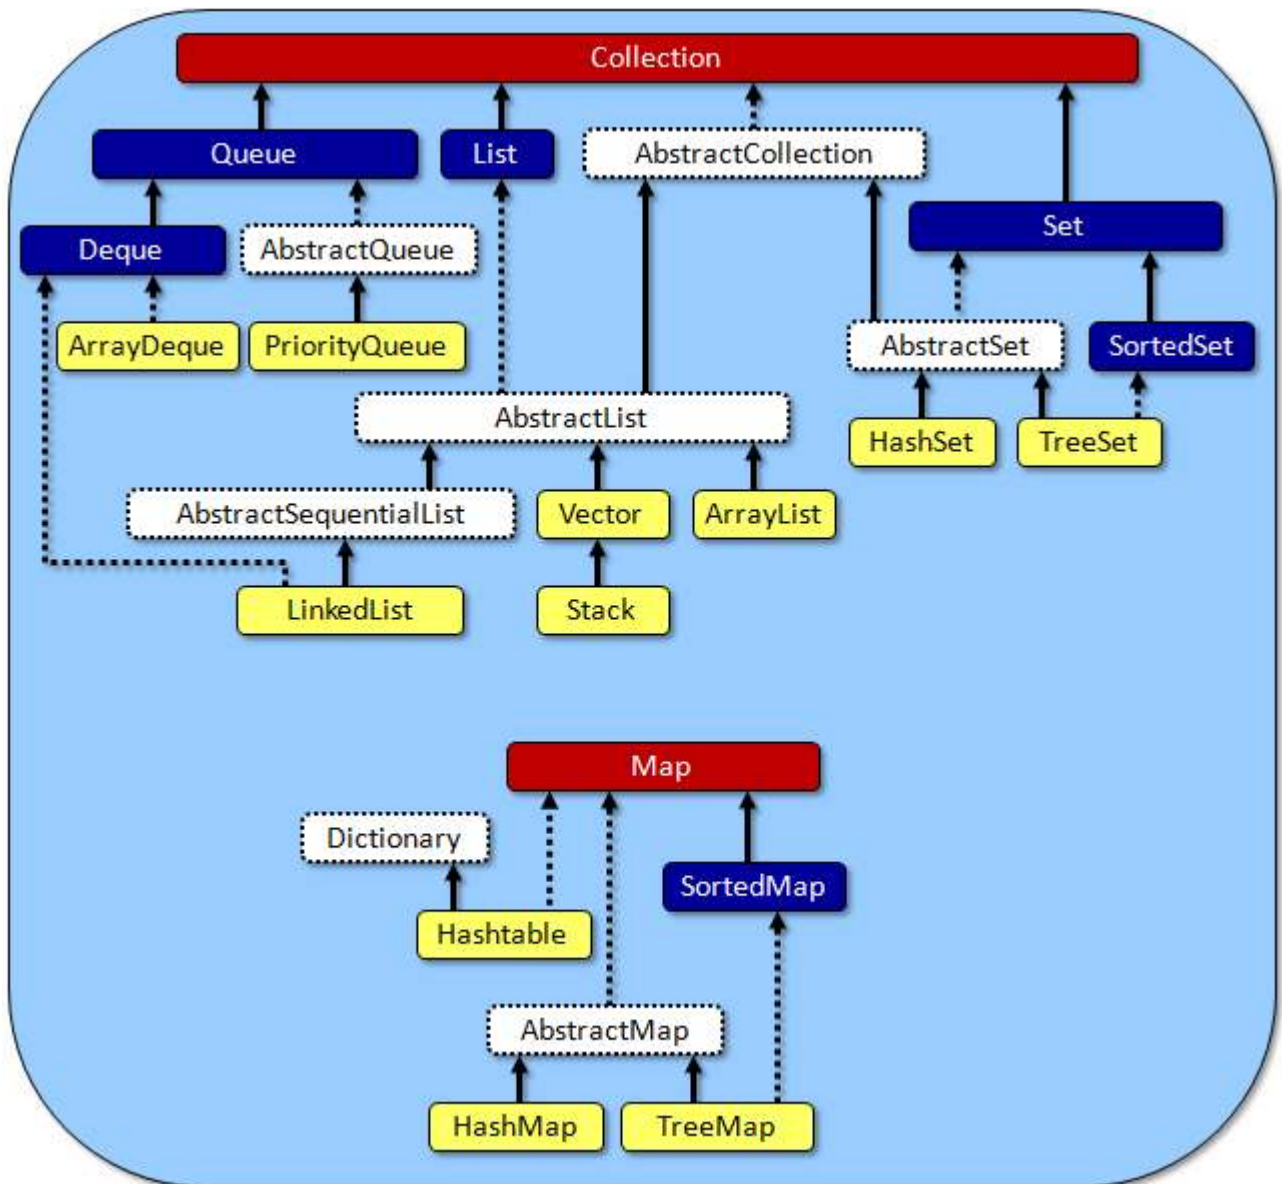 Collection
Queue
List
AbstractCollection
Set
Deque
AbstractQueue
ArrayDeque
PriorityQueue
AbstractSet
SortedSet
AbstractList
HashSet
TreeSet
AbstractSequentialList
Vector
ArrayList
LinkedList
Stack
Map
Dictionary
SortedMap
Hashtable
AbstractMap
HashMap
TreeMap